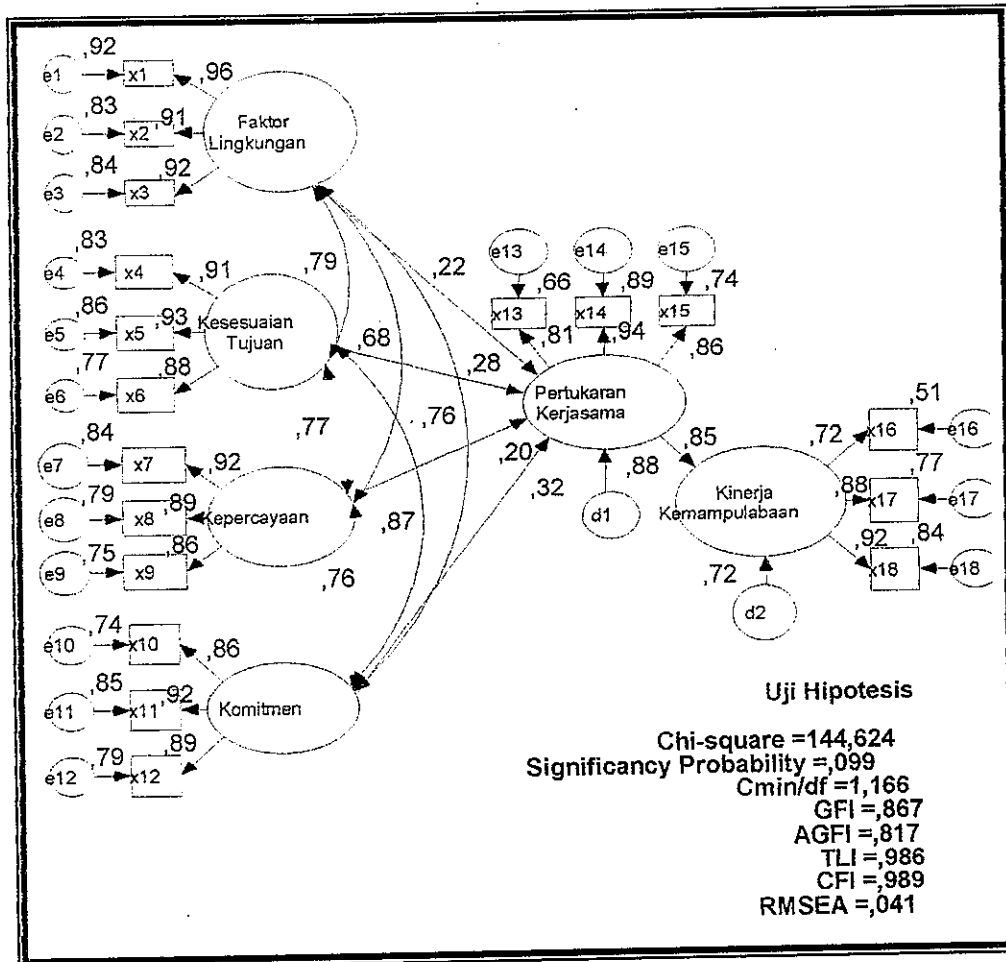 ,92
e1 x1 ,96
,83
e2 x2 ,91
,84
e3 x3 ,92
Faktor
Lingkungan
,83
e4 x4 ,91
,86
e5 x5 ,93
,77
e6 x6 ,88
Kesesuaian
Tujuan
,84
e7 x7 ,92
,79
e8 x8 ,89
,75
e9 x9 ,86
Kepercayaan
,74
e10 x10 ,86
,85
e11 x11 ,92
,79
e12 x12 ,89
Komitmen
,79
,68
,77
,76
,87
,76
,22
,28
,20
,32
e13 e14 e15
,66 ,89 ,74
x13 x14 x15
,81 ,94 ,86
Pertukaran
Kerjasama
,88
d1
,85
Kinerja
Kemampulabaan
,72
d2
,51
,72 x16 e16
,77
,88 x17 e17
,84
,92 x18 e18
Uji Hipotesis
Chi-square =144,624
Significancy Probability =,099
Cmin/df =1,166
GFI =,867
AGFI =,817
TLI =,986
CFI =,989
RMSEA =,041